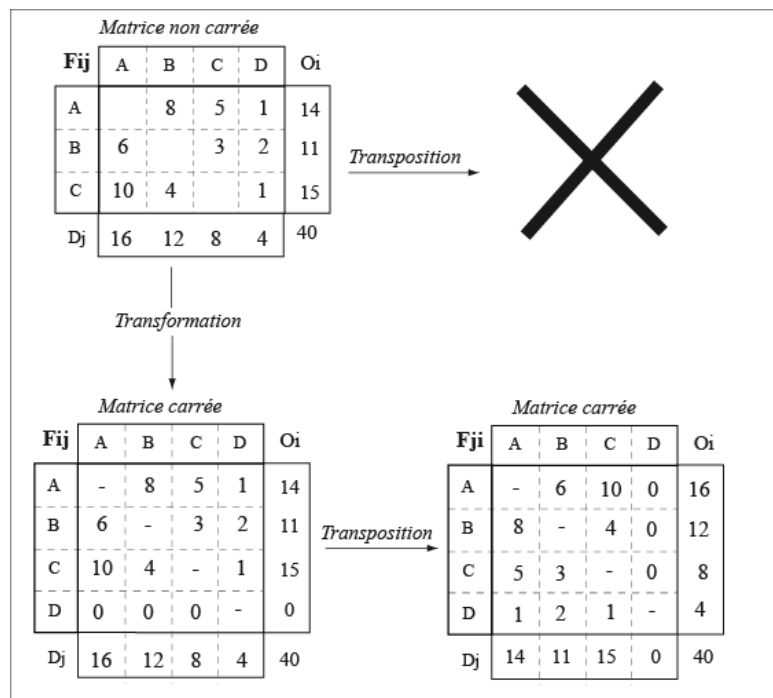 Matrice non carrée
Fij A B C D Oi
A 8 5 1 14
B 6 3 2 11
C 10 4 1 15
Dj 16 12 8 4 40
Transposition
Transformation
Matrice carrée
Fij A B C D Oi
A - 8 5 1 14
B 6 - 3 2 11
C 10 4 - 1 15
D 0 0 0 - 0
Dj 16 12 8 4 40
Transposition
Matrice carrée
Fji A B C D Oi
A - 6 10 0 16
B 8 - 4 0 12
C 5 3 - 0 8
D 1 2 1 - 4
Dj 14 11 15 0 40